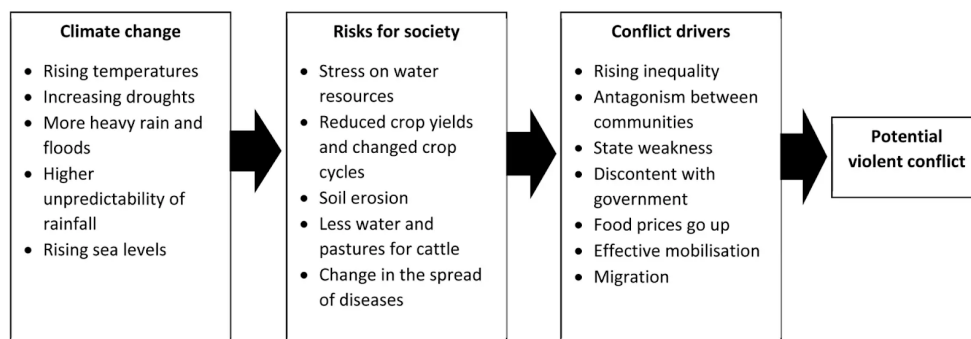 Climate change
• Rising temperatures
• Increasing droughts
• More heavy rain and
floods
• Higher
unpredictability of
rainfall
• Rising sea levels
Risks for society
• Stress on water
resources
• Reduced crop yields
and changed crop
cycles
• Soil erosion
• Less water and
pastures for cattle
• Change in the spread
of diseases
Conflict drivers
• Rising inequality
• Antagonism between
communities
• State weakness
• Discontent with
government
• Food prices go up
• Effective mobilisation
• Migration
Potential
violent conflict